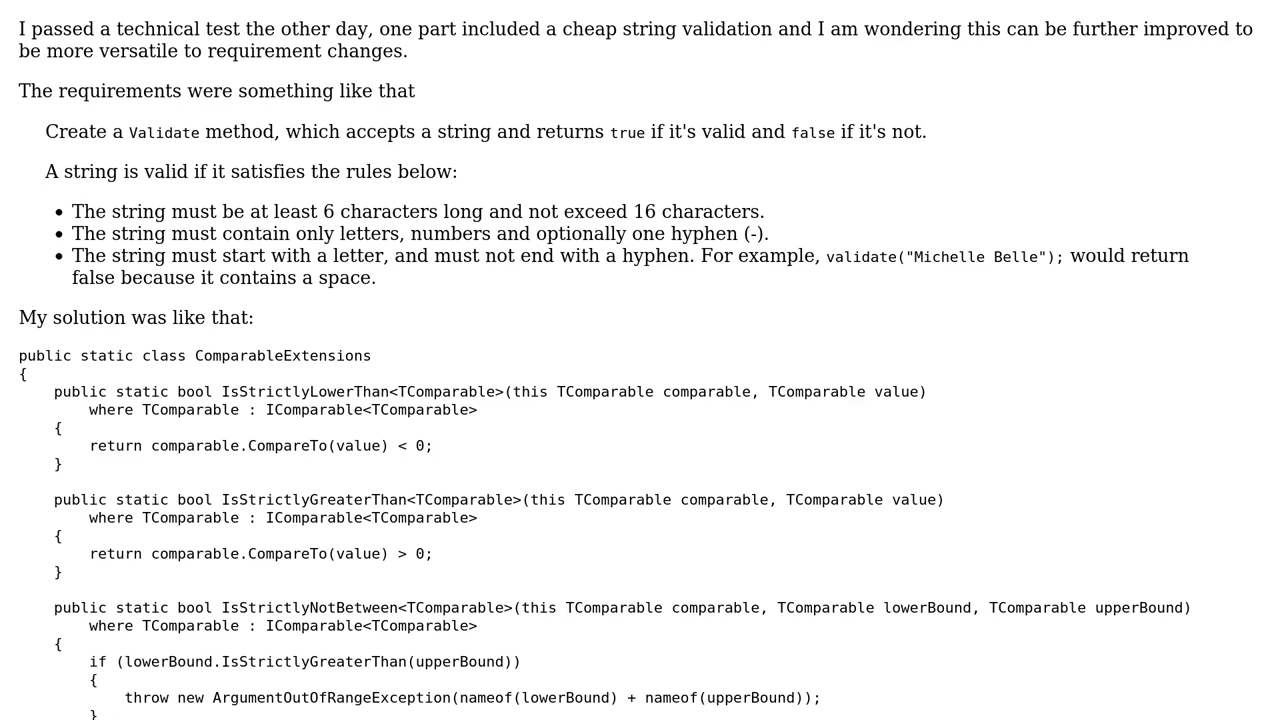 I passed a technical test the other day, one part included a cheap string validation and I am wondering this can be further improved to
be more versatile to requirement changes.
The requirements were something like that
Create a Validate method, which accepts a string and returns true if it's valid and false if it's not.
A string is valid if it satisfies the rules below:
• The string must be at least 6 characters long and not exceed 16 characters.
• The string must contain only letters, numbers and optionally one hyphen (-).
• The string must start with a letter, and must not end with a hyphen. For example, validate("Michelle Belle"); would return
false because it contains a space.
My solution was like that:
public static class ComparableExtensions
{
    public static bool IsStrictlyLowerThan<TComparable>(this TComparable comparable, TComparable value)
        where TComparable : IComparable<TComparable>
    {
        return comparable.CompareTo(value) < 0;
    }
    public static bool IsStrictlyGreaterThan<TComparable>(this TComparable comparable, TComparable value)
        where TComparable : IComparable<TComparable>
    {
        return comparable.CompareTo(value) > 0;
    }
    public static bool IsStrictlyNotBetween<TComparable>(this TComparable comparable, TComparable lowerBound, TComparable upperBound)
        where TComparable : IComparable<TComparable>
    {
        if (lowerBound.IsStrictlyGreaterThan(upperBound))
        {
            throw new ArgumentOutOfRangeException(nameof(lowerBound) + nameof(upperBound));
        }